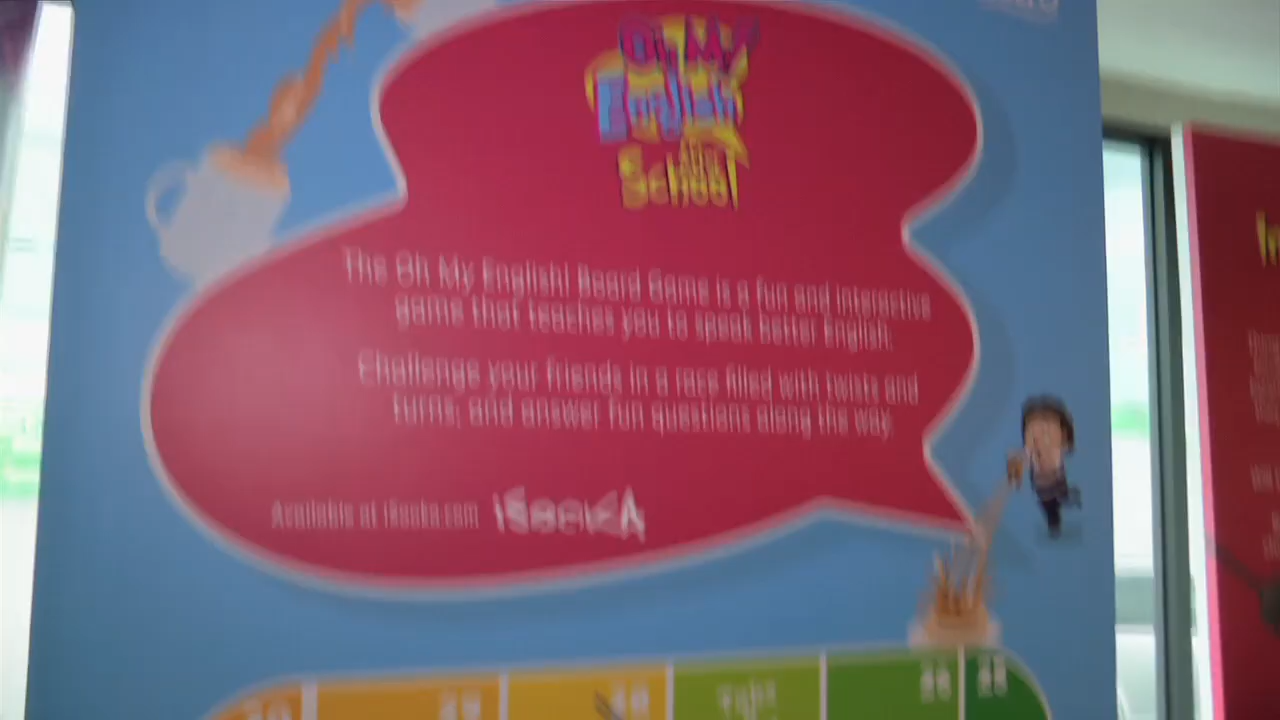 Oh My
English
After
School
The Oh My English! Board Game is a fun and interactive
game that teaches you to speak better English.
Challenge your friends in a race filled with twists and
turns, and answer fun questions along the way.
Available at